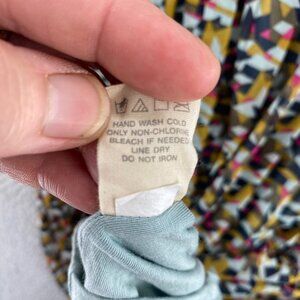 HAND WASH COLD
ONLY NON-CHLORINE
BLEACH IF NEEDED
LINE DRY
DO NOT IRON